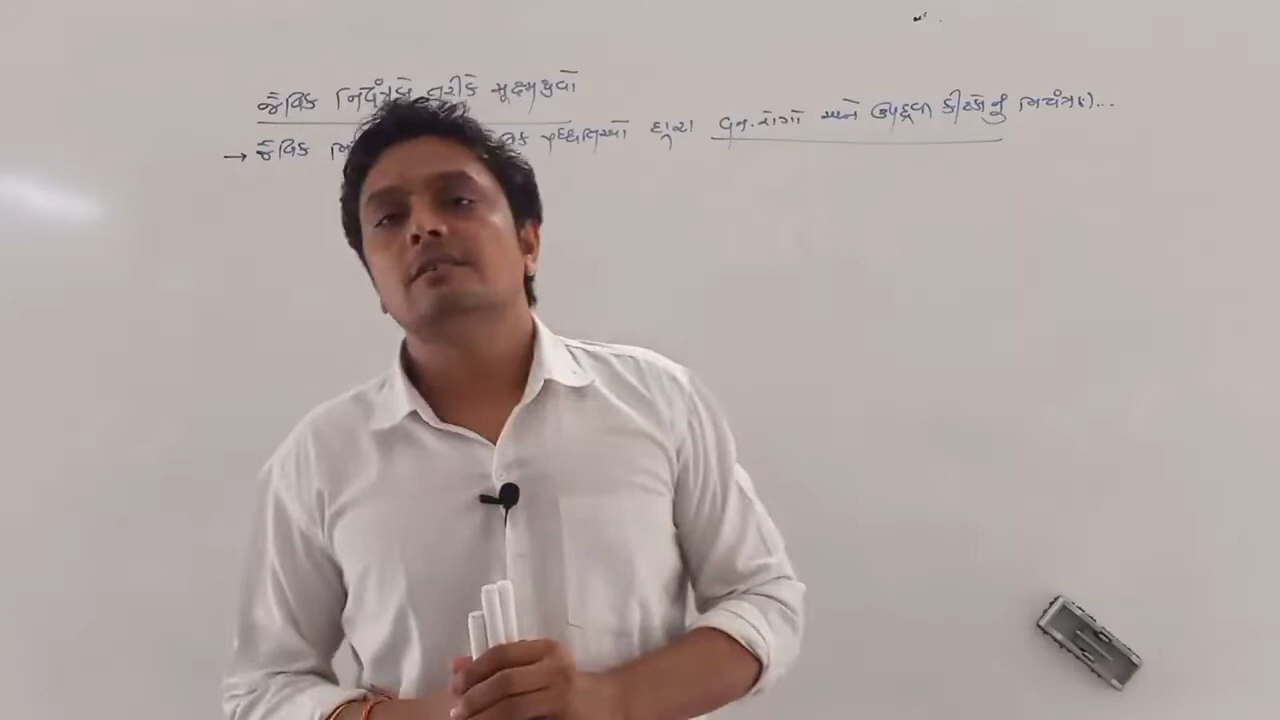 જૈવિક નિયંત્રકો તરીકે સૂક્ષ્મજીવો
→ જૈવિક પદ્ધતિઓ દ્વારા વન. રોગો અને ઉપદ્રવી કીટકોનું નિયંત્રણ...